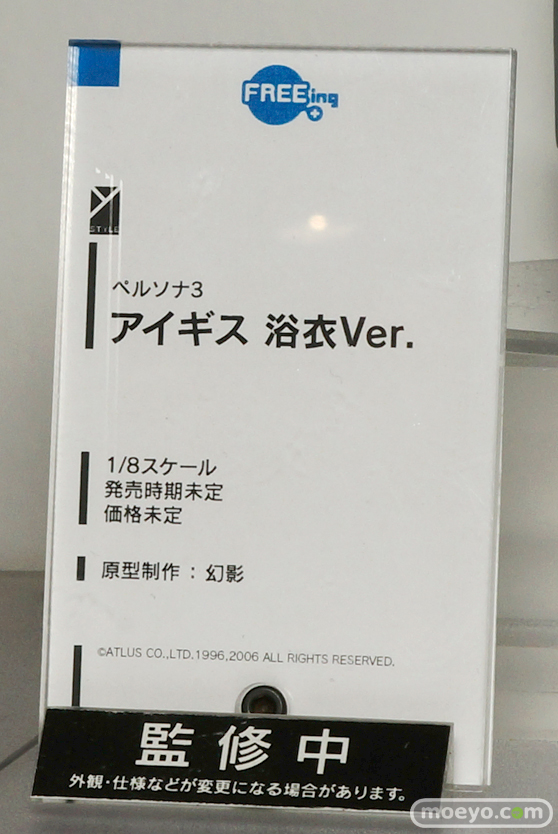 FREEing
STYLE
ペルソナ3
アイギス 浴衣Ver.
1/8スケール
発売時期未定
価格未定
原型制作：幻影
©ATLUS CO.,LTD.1996,2006 ALL RIGHTS RESERVED.
監修中
外観・仕様などが変更になる場合があります。
moeyo.com